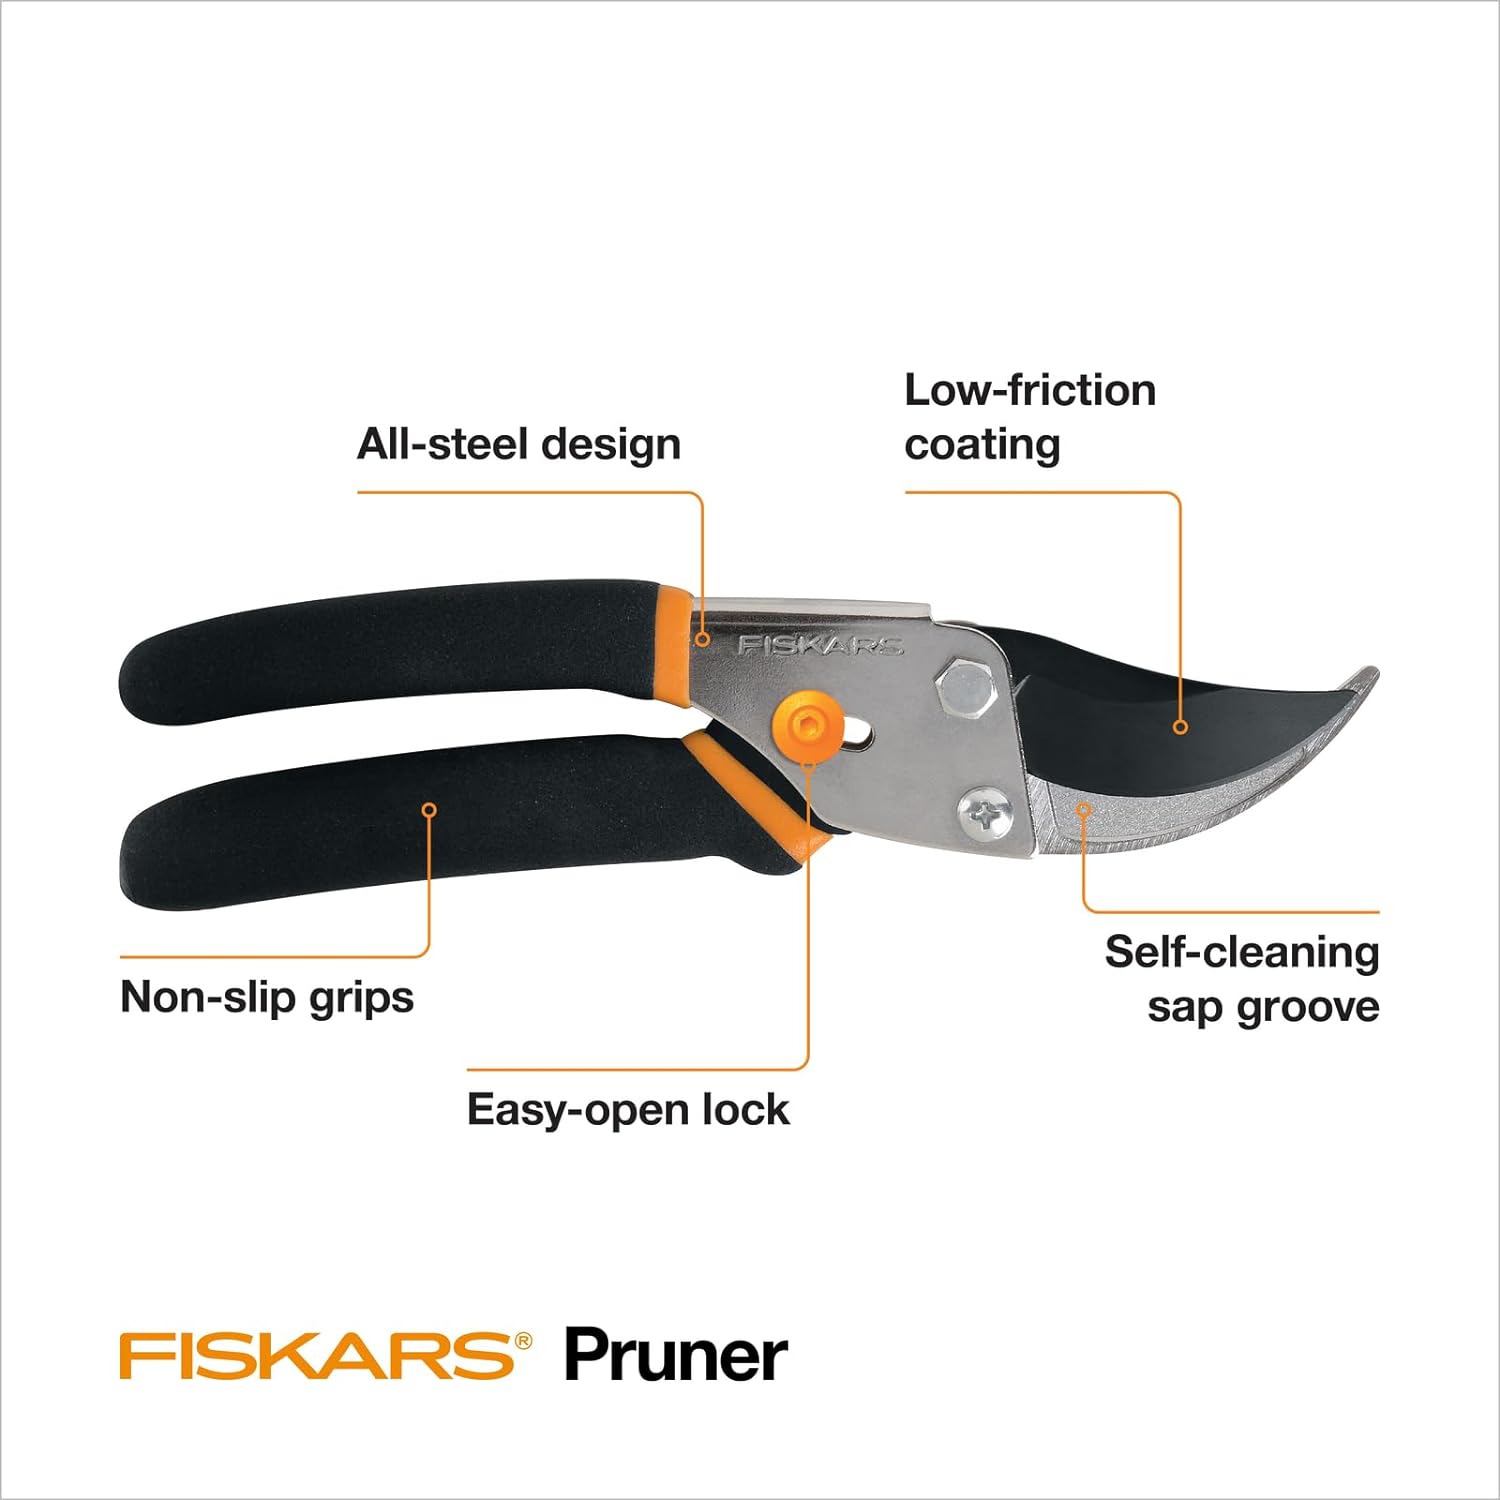 Low-friction
coating
All-steel design
FISKARS
Non-slip grips
Self-cleaning
sap groove
Easy-open lock
FISKARS® Pruner